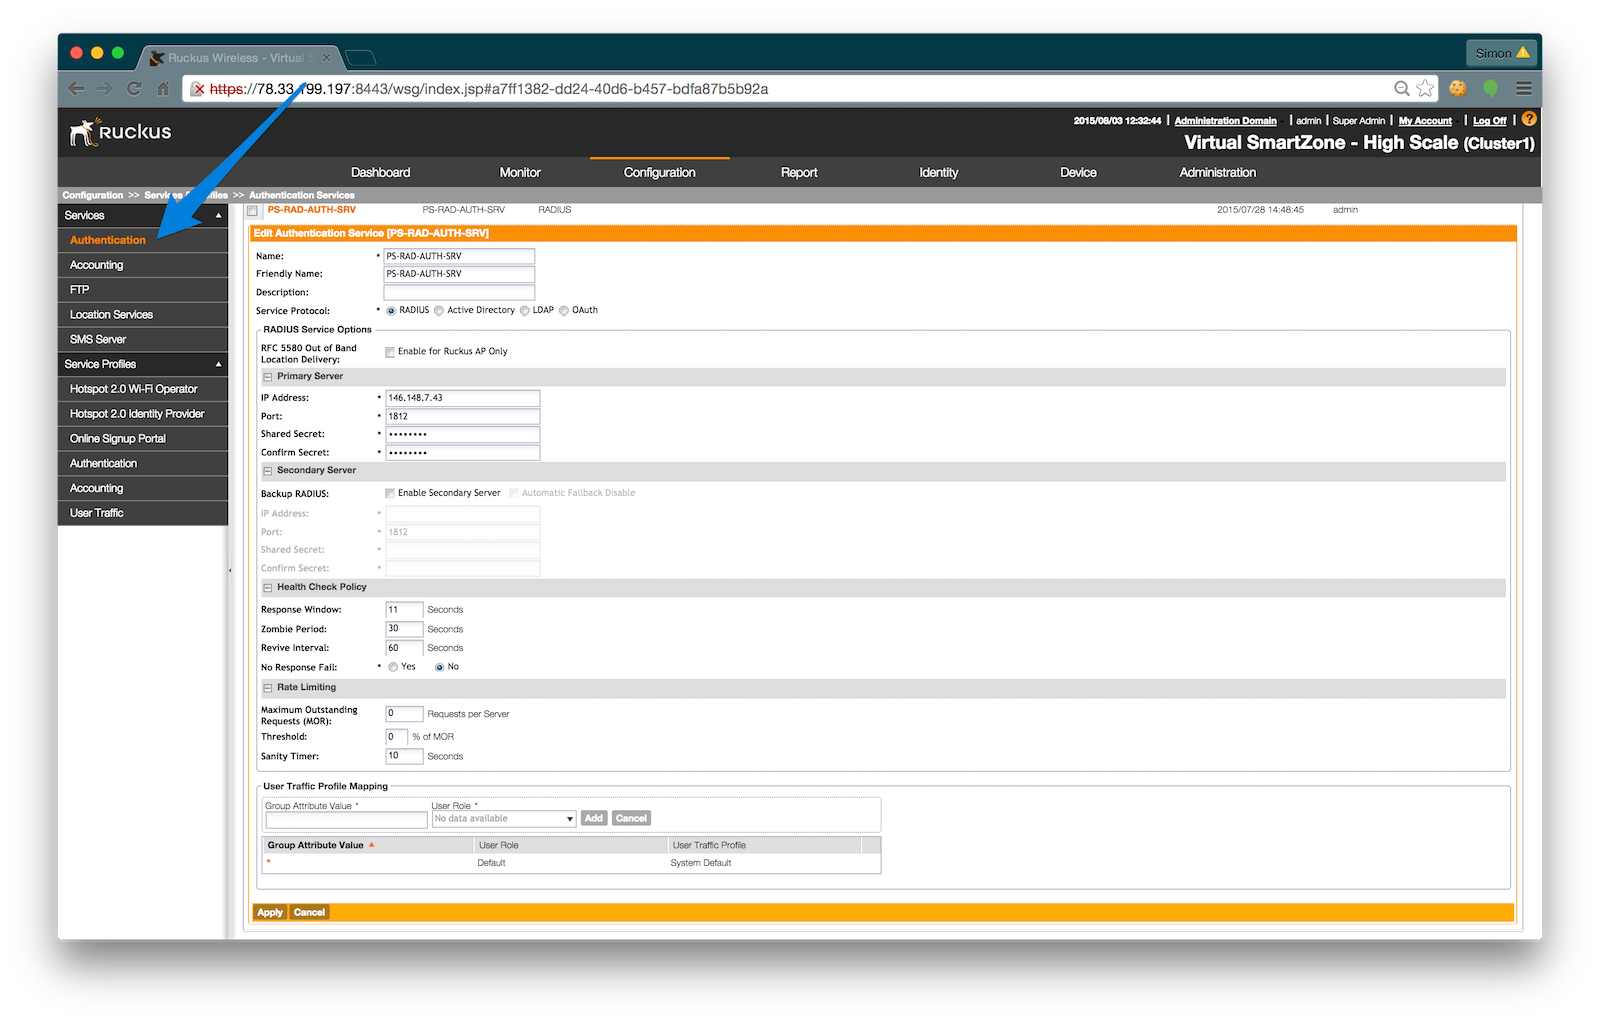 Ruckus Wireless - Virtual S
Simon
https://78.33.199.197:8443/wsg/index.jsp#a7ff1382-dd24-40d6-b457-bdfa87b5b92a
Ruckus
2015/08/03 12:32:44 | Administration Domain | admin | Super Admin | My Account | Log Off | ?
Virtual SmartZone - High Scale (Cluster1)
Dashboard Monitor Configuration Report Identity Device Administration
Configuration >> Services & Profiles >> Authentication Services
Services
Authentication
Accounting
FTP
Location Services
SMS Server
Service Profiles
Hotspot 2.0 Wi-Fi Operator
Hotspot 2.0 Identity Provider
Online Signup Portal
Authentication
Accounting
User Traffic
PS-RAD-AUTH-SRV PS-RAD-AUTH-SRV RADIUS 2015/07/28 14:48:45 admin
Edit Authentication Service [PS-RAD-AUTH-SRV]
Name: * PS-RAD-AUTH-SRV
Friendly Name: PS-RAD-AUTH-SRV
Description:
Service Protocol: * RADIUS Active Directory LDAP OAuth
RADIUS Service Options
RFC 5580 Out of Band
Location Delivery: Enable for Ruckus AP Only
Primary Server
IP Address: * 146.148.7.43
Port: * 1812
Shared Secret: * ••••••••
Confirm Secret: * ••••••••
Secondary Server
Backup RADIUS: Enable Secondary Server Automatic Fallback Disable
IP Address: *
Port: * 1812
Shared Secret: *
Confirm Secret: *
Health Check Policy
Response Window: 11 Seconds
Zombie Period: 30 Seconds
Revive Interval: 60 Seconds
No Response Fail: * Yes No
Rate Limiting
Maximum Outstanding
Requests (MOR): 0 Requests per Server
Threshold: 0 % of MOR
Sanity Timer: 10 Seconds
User Traffic Profile Mapping
Group Attribute Value * User Role *
No data available Add Cancel
Group Attribute Value User Role User Traffic Profile
* Default System Default
Apply Cancel